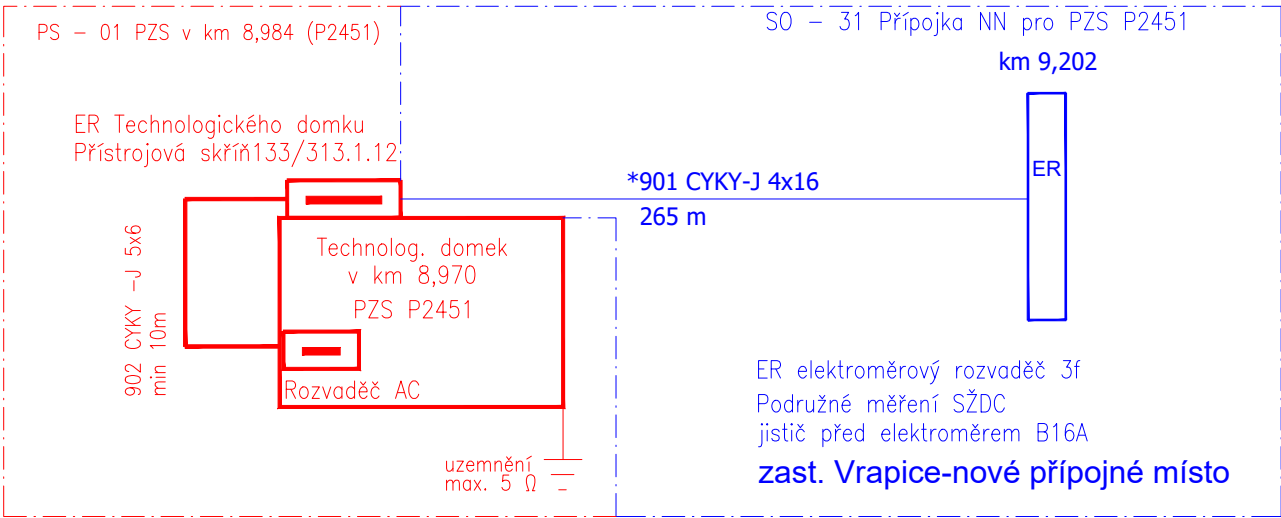 PS - 01 PZS v km 8,984 (P2451)
SO - 31 Přípojka NN pro PZS P2451
km 9,202
ER Technologického domku
Přístrojová skříň133/313.1.12
*901 CYKY-J 4x16
265 m
ER
902 CYKY -J 5x6
min 10m
Technolog. domek
v km 8,970
PZS P2451
Rozvaděč AC
uzemnění
max. 5 Ω
ER elektroměrový rozvaděč 3f
Podružné měření SŽDC
jistič před elektroměrem B16A
zast. Vrapice-nové přípojné místo